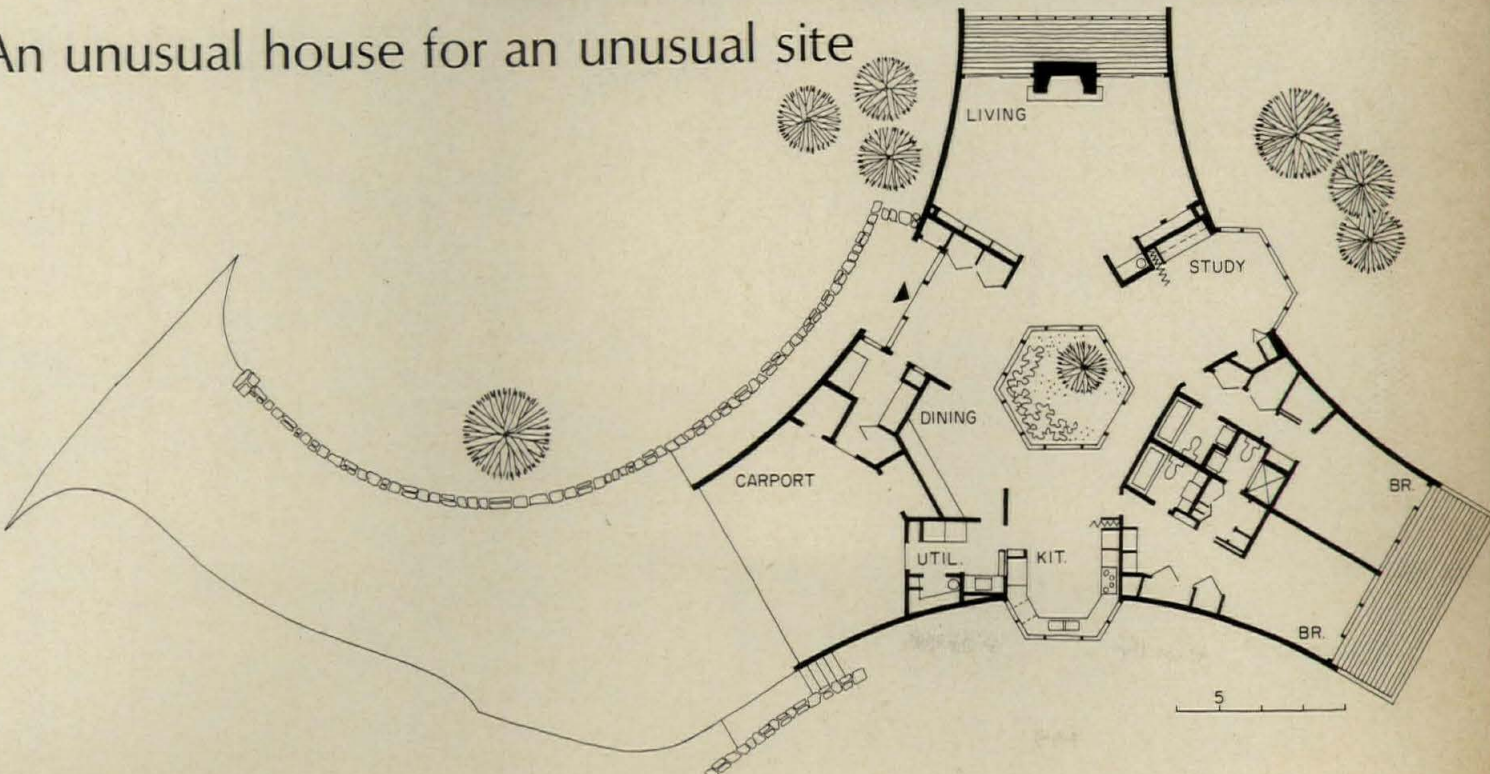 An unusual house for an unusual site
LIVING
STUDY
DINING
CARPORT
BR.
UTIL.
KIT.
BR.
5